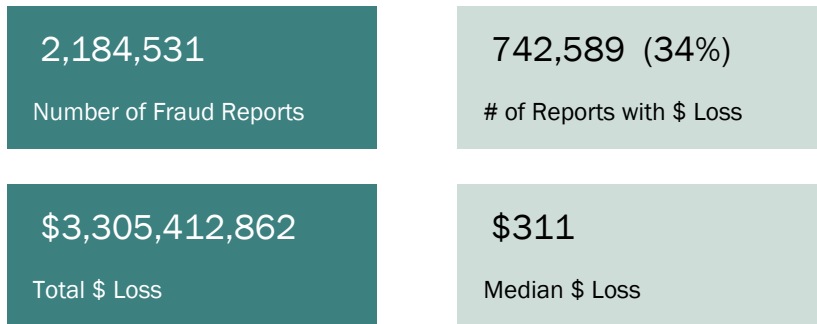 2,184,531
Number of Fraud Reports
742,589 (34%)
# of Reports with $ Loss
$3,305,412,862
Total $ Loss
$311
Median $ Loss